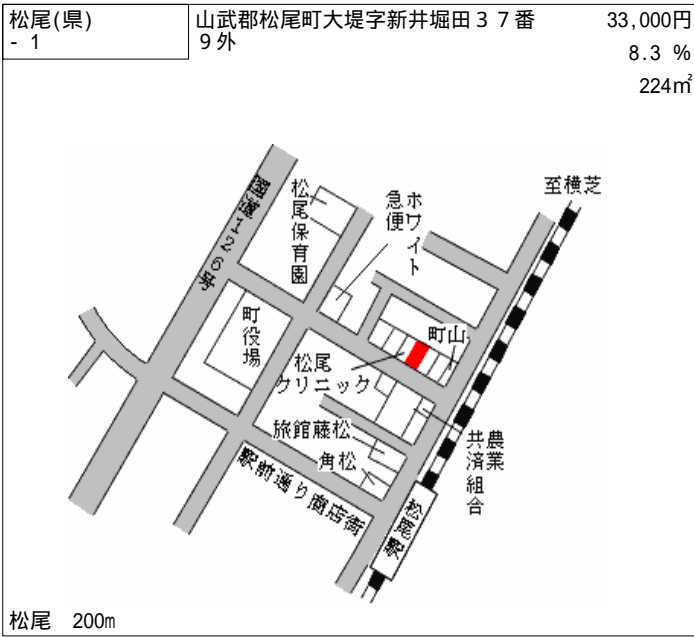 松尾(県)
- 1
山武郡松尾町大堤字新井堀田３７番
９外
33,000円
8.3 %
224㎡
国道126号
松尾保育園
ホワイト
急便
至横芝
町役場
町山
松尾
クリニック
旅館藤松
角松
農業
共済組合
駅前通り商店街
松尾駅
松尾 200m